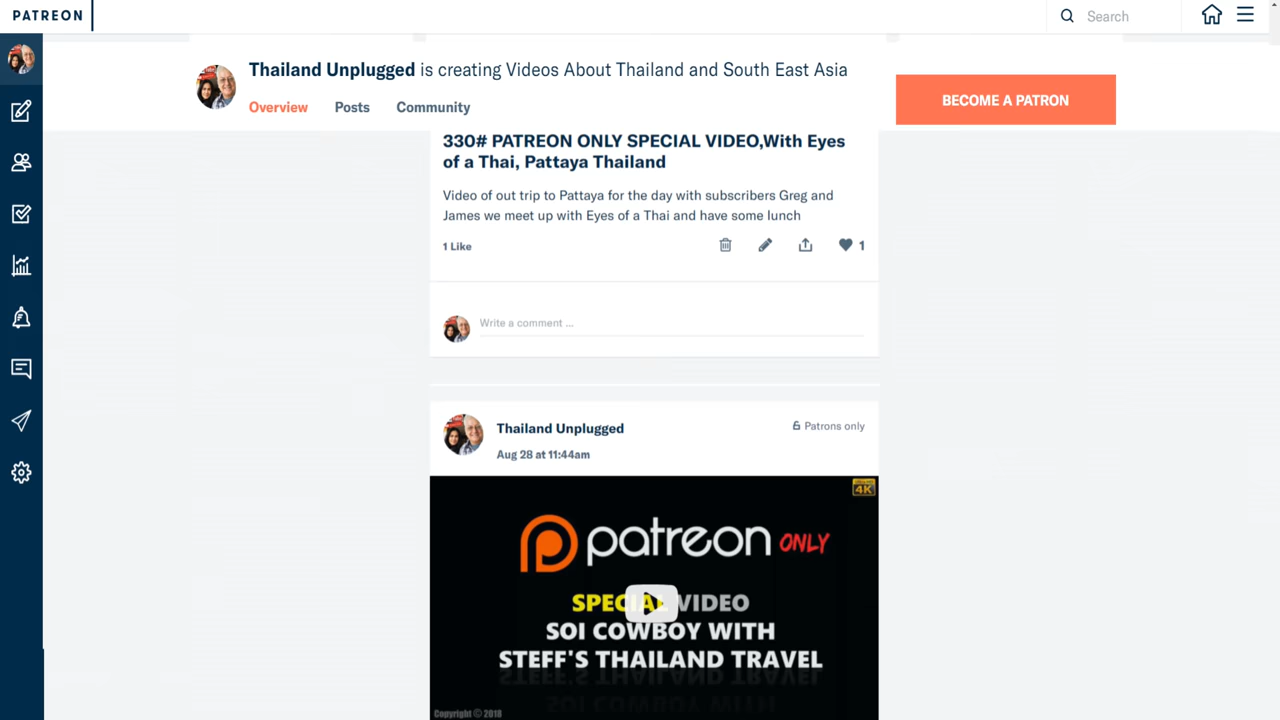 PATREON
Search
Thailand Unplugged is creating Videos About Thailand and South East Asia
Overview Posts Community
BECOME A PATRON
330# PATREON ONLY SPECIAL VIDEO,With Eyes
of a Thai, Pattaya Thailand
Video of out trip to Pattaya for the day with subscribers Greg and
James we meet up with Eyes of a Thai and have some lunch
1 Like
1
Write a comment ...
Thailand Unplugged
Patrons only
Aug 28 at 11:44am
4K
patreon ONLY
SPECIAL VIDEO
SOI COWBOY WITH
STEFF'S THAILAND TRAVEL
Copyright © 2018